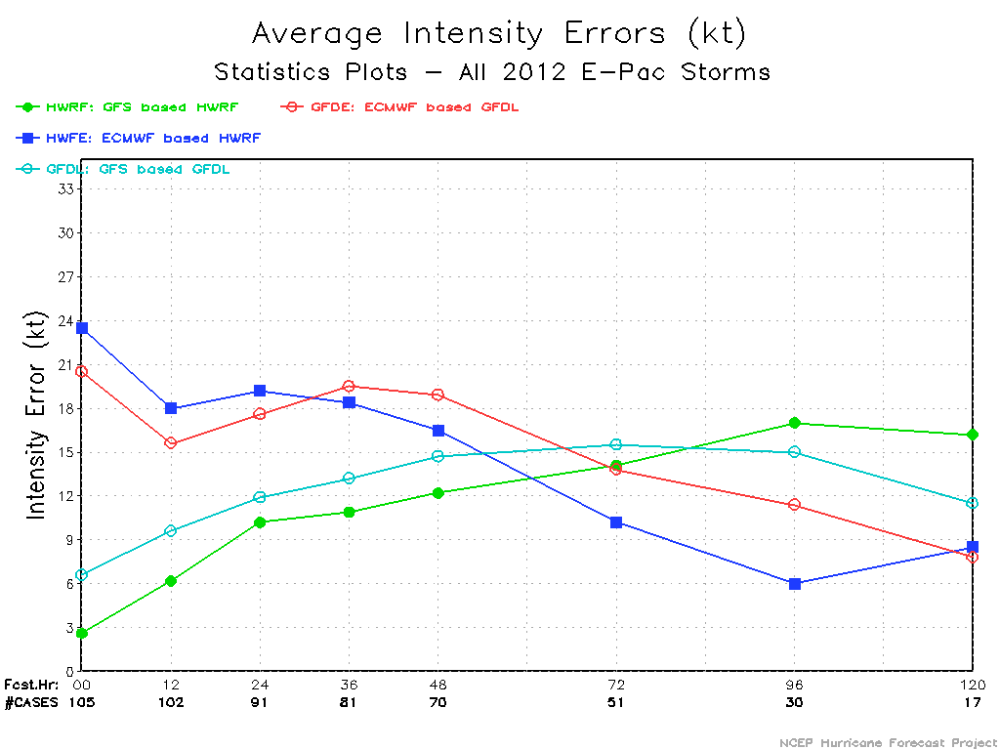 Average Intensity Errors (kt)
Statistics Plots - All 2012 E-Pac Storms
HWRF: GFS based HWRF
GFDE: ECMWF based GFDL
HWFE: ECMWF based HWRF
GFDL: GFS based GFDL
33
30
27
24
21
18
15
12
9
6
3
0
Intensity Error (kt)
Fcst.Hr: 00 12 24 36 48 72 96 120
#CASES 105 102 91 81 70 51 30 17
NCEP Hurricane Forecast Project